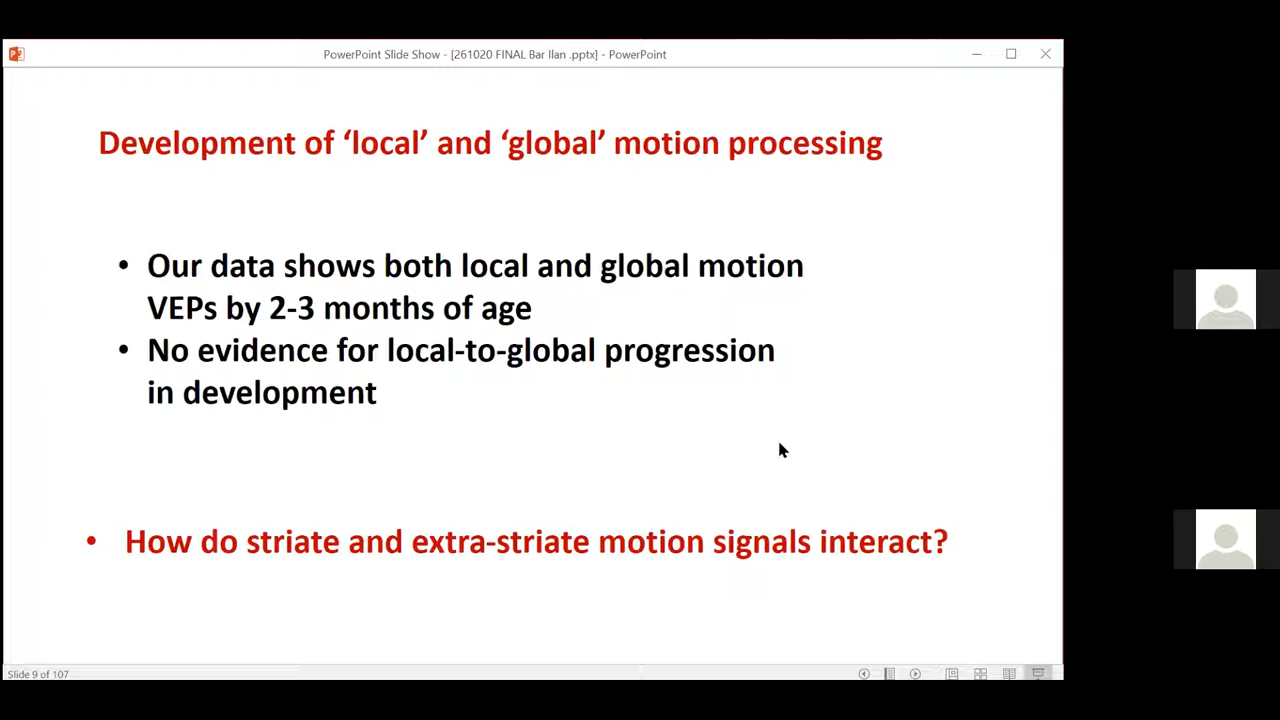 PowerPoint Slide Show - [261020 FINAL Bar Ilan .pptx] - PowerPoint
Development of ‘local’ and ‘global’ motion processing
• Our data shows both local and global motion
VEPs by 2-3 months of age
• No evidence for local-to-global progression
in development
• How do striate and extra-striate motion signals interact?
Slide 9 of 107